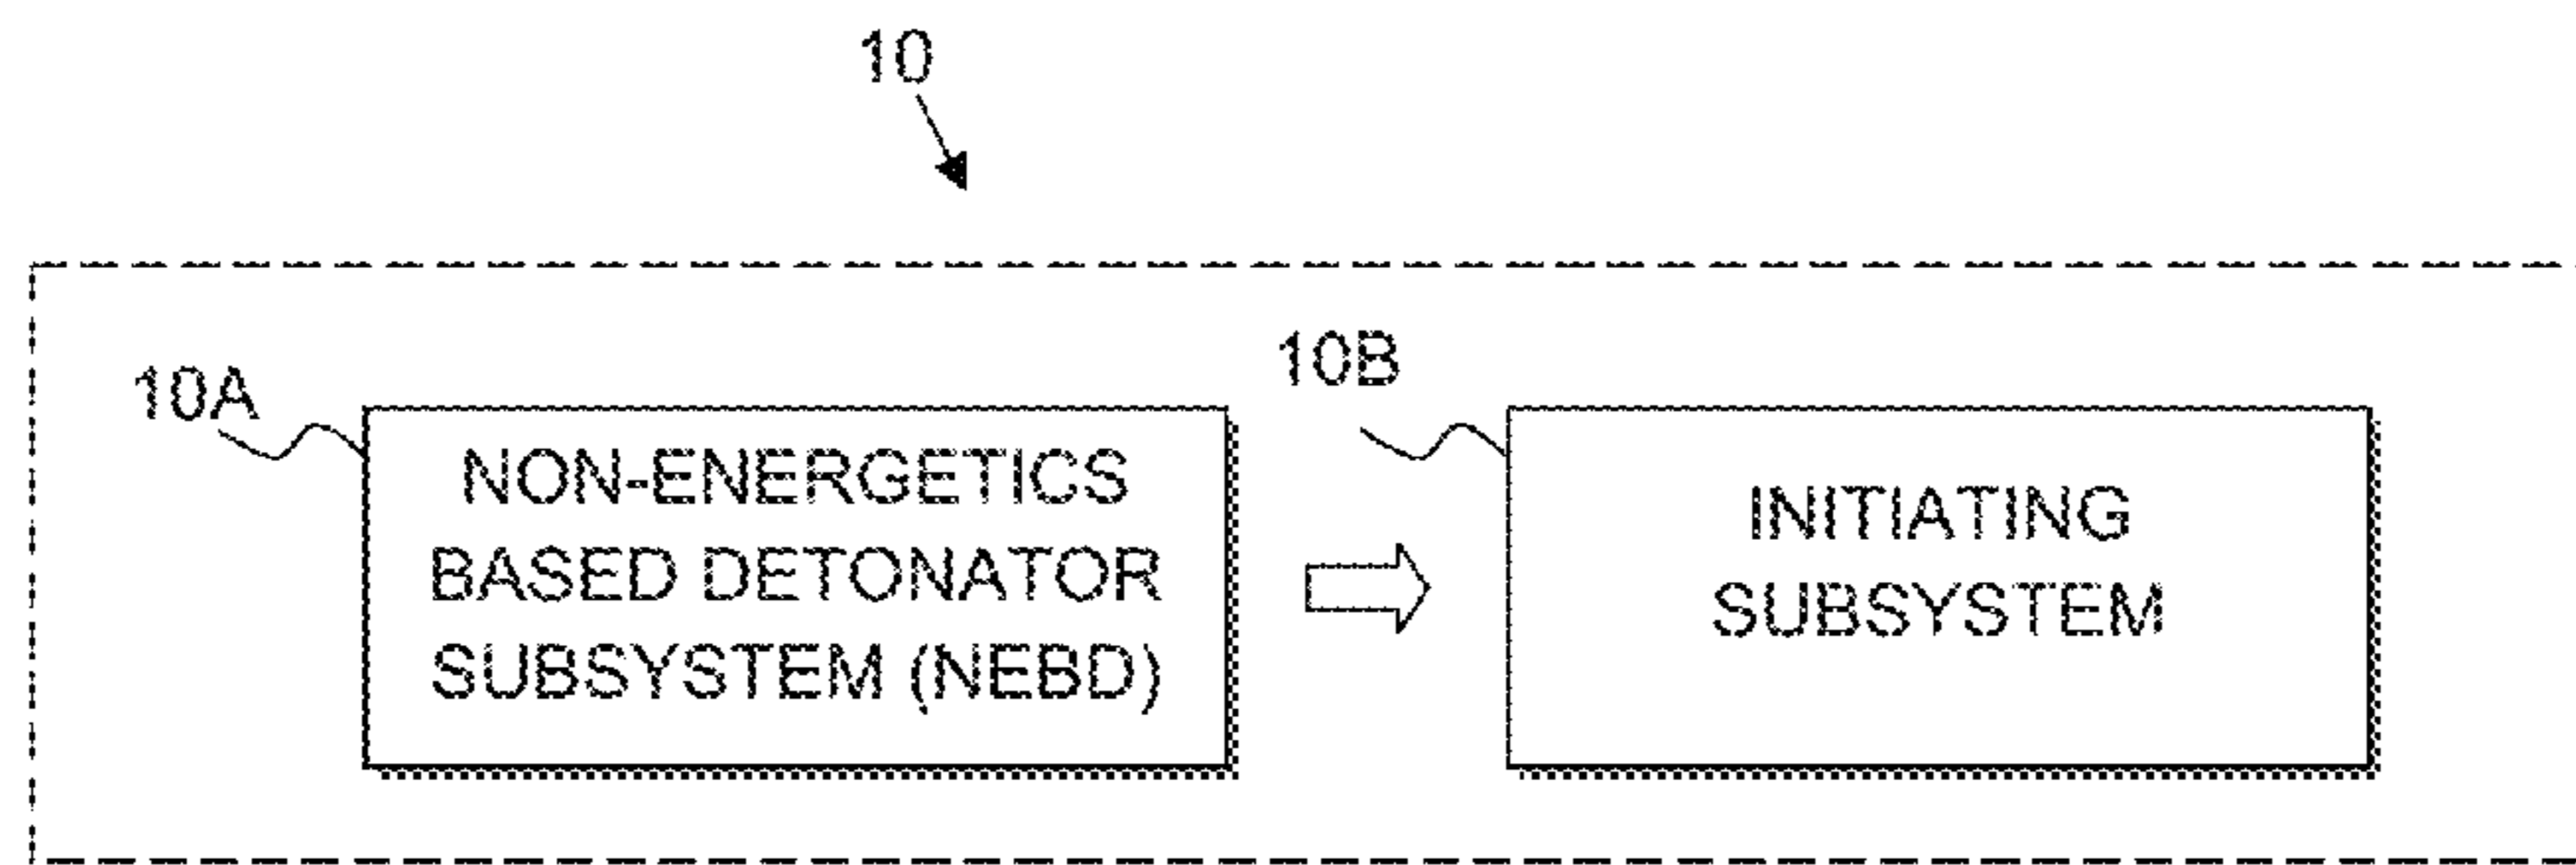 10
10A
NON-ENERGETICS
BASED DETONATOR
SUBSYSTEM (NEBD)
10B
INITIATING
SUBSYSTEM